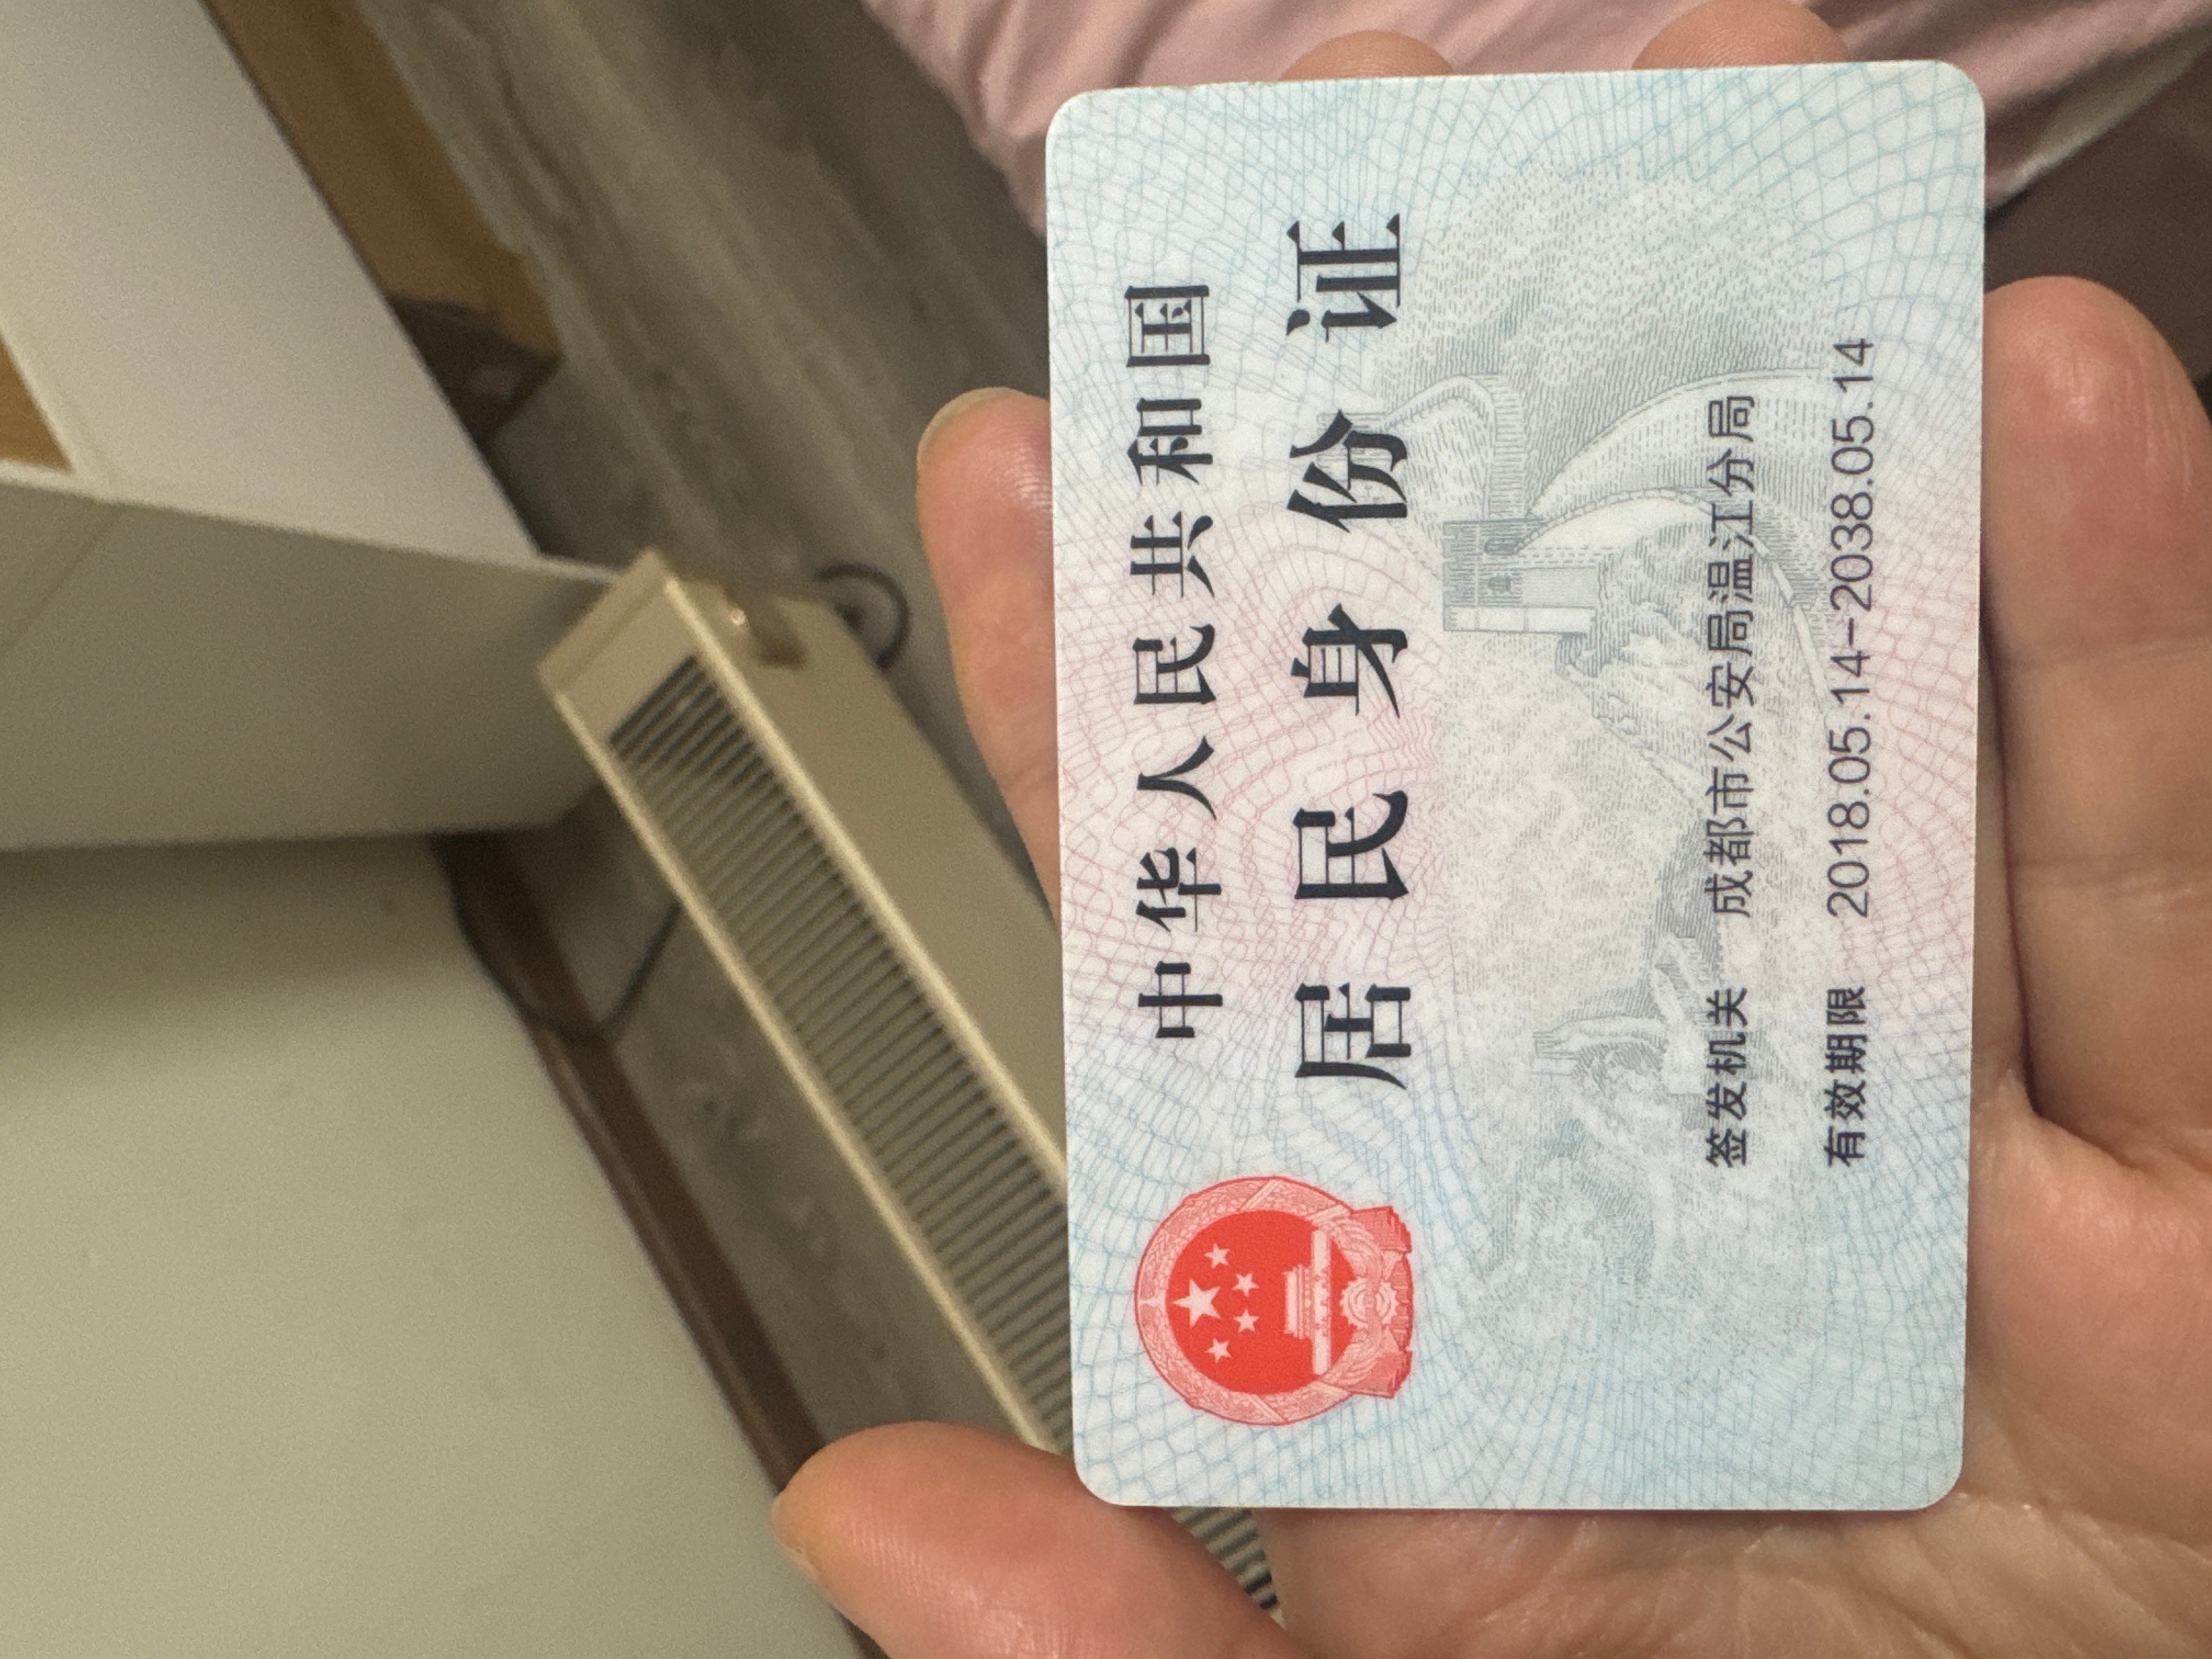 中华人民共和国
居民身份证
签发机关 成都市公安局温江分局
有效期限 2018.05.14-2038.05.14